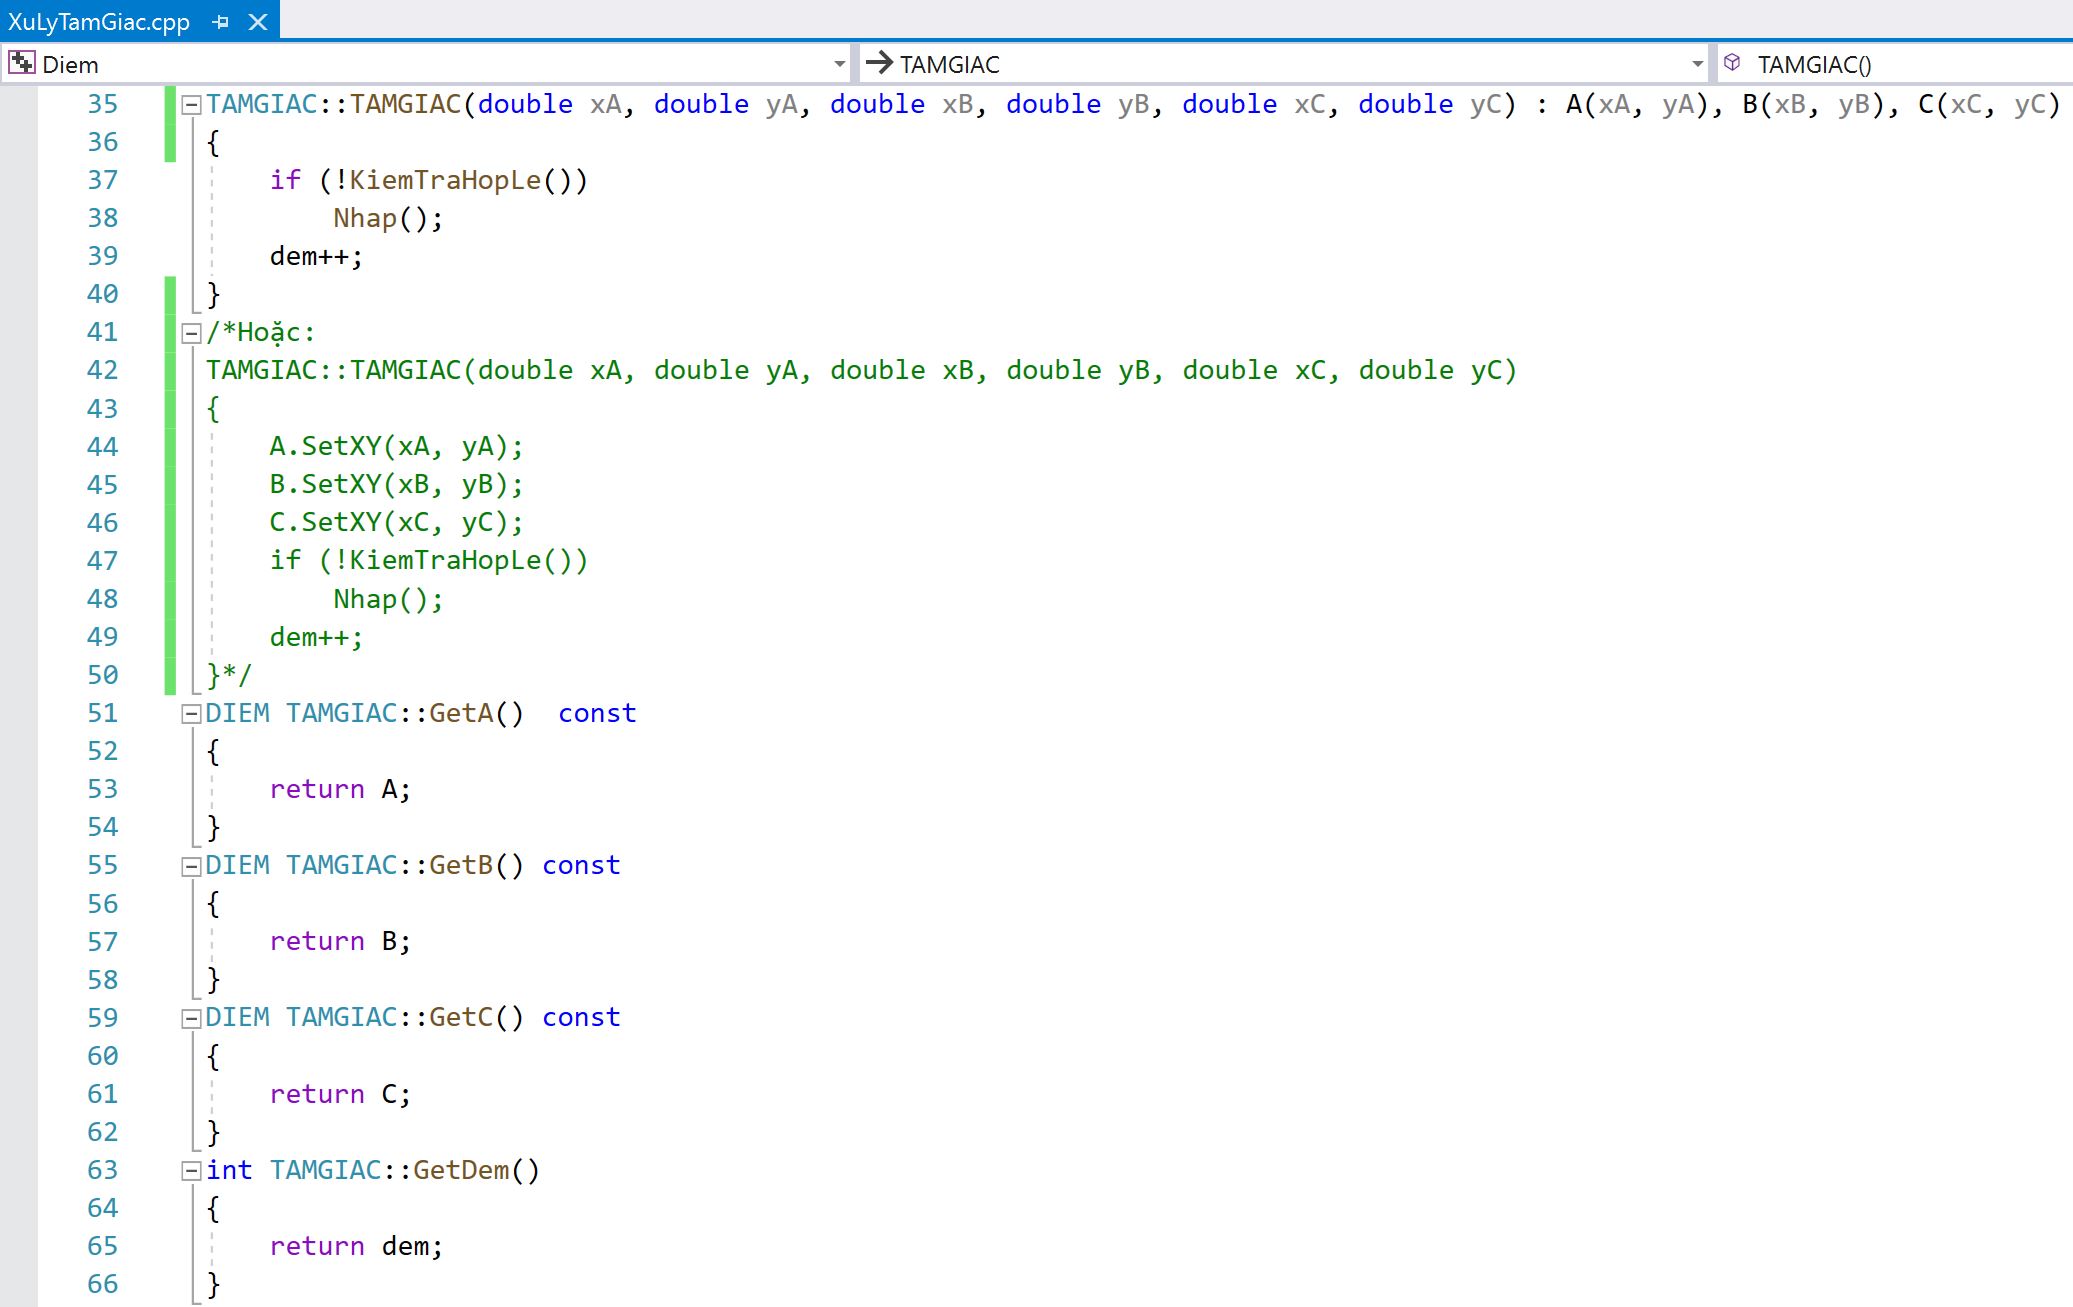 XuLyTamGiac.cpp
Diem TAMGIAC TAMGIAC()
35 TAMGIAC::TAMGIAC(double xA, double yA, double xB, double yB, double xC, double yC) : A(xA, yA), B(xB, yB), C(xC, yC)
36 {
37 if (!KiemTraHopLe())
38 Nhap();
39 dem++;
40 }
41 /*Hoặc:
42 TAMGIAC::TAMGIAC(double xA, double yA, double xB, double yB, double xC, double yC)
43 {
44 A.SetXY(xA, yA);
45 B.SetXY(xB, yB);
46 C.SetXY(xC, yC);
47 if (!KiemTraHopLe())
48 Nhap();
49 dem++;
50 }*/
51 DIEM TAMGIAC::GetA()  const
52 {
53 return A;
54 }
55 DIEM TAMGIAC::GetB() const
56 {
57 return B;
58 }
59 DIEM TAMGIAC::GetC() const
60 {
61 return C;
62 }
63 int TAMGIAC::GetDem()
64 {
65 return dem;
66 }